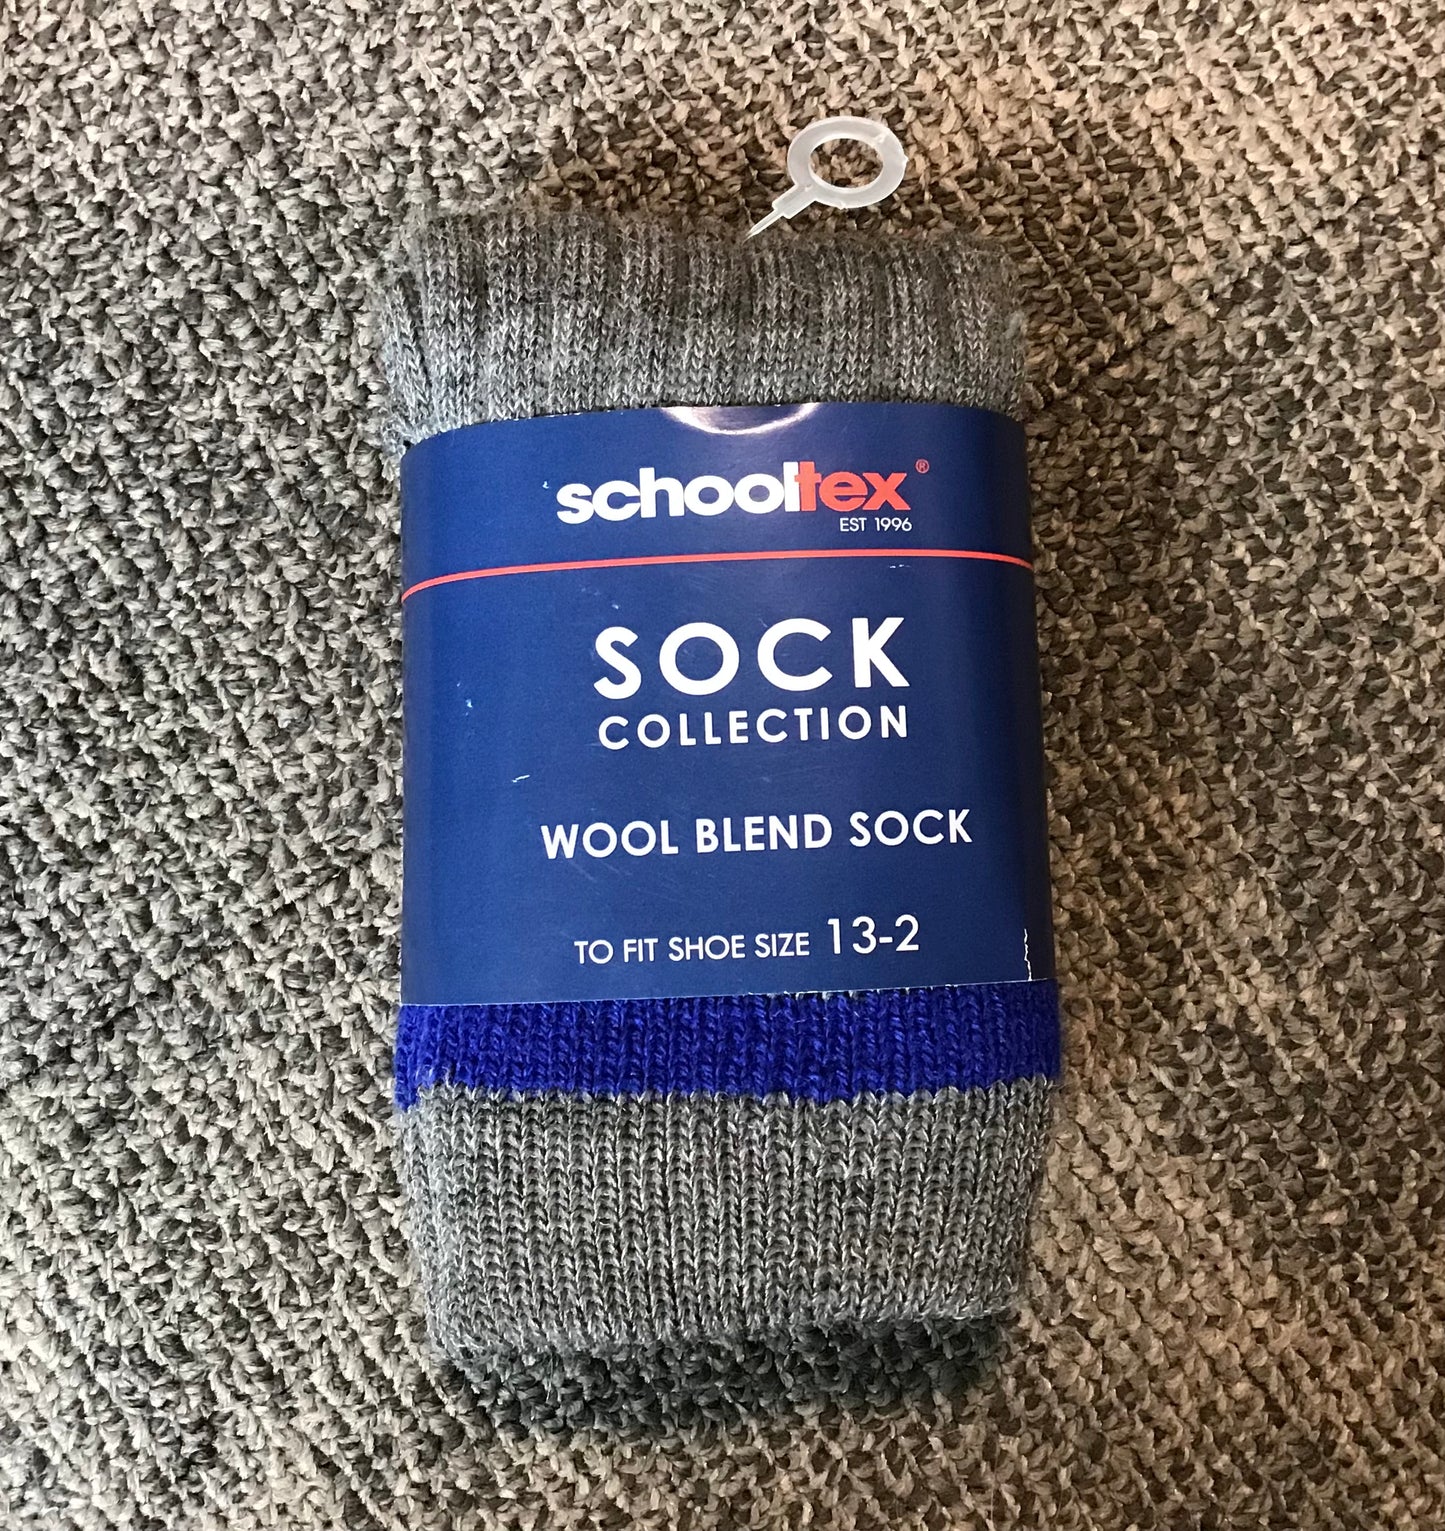 schooltex®
EST 1996
SOCK
COLLECTION
WOOL BLEND SOCK
TO FIT SHOE SIZE 13-2